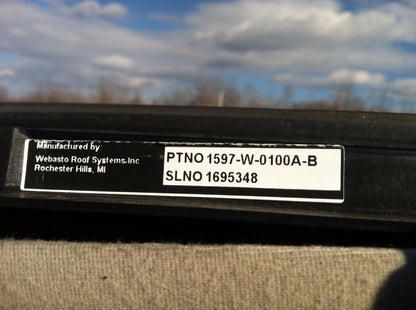 Manufactured by
Webasto Roof Systems, Inc
Rochester Hills, MI
PTNO 1597-W-0100A-B
SLNO 1695348